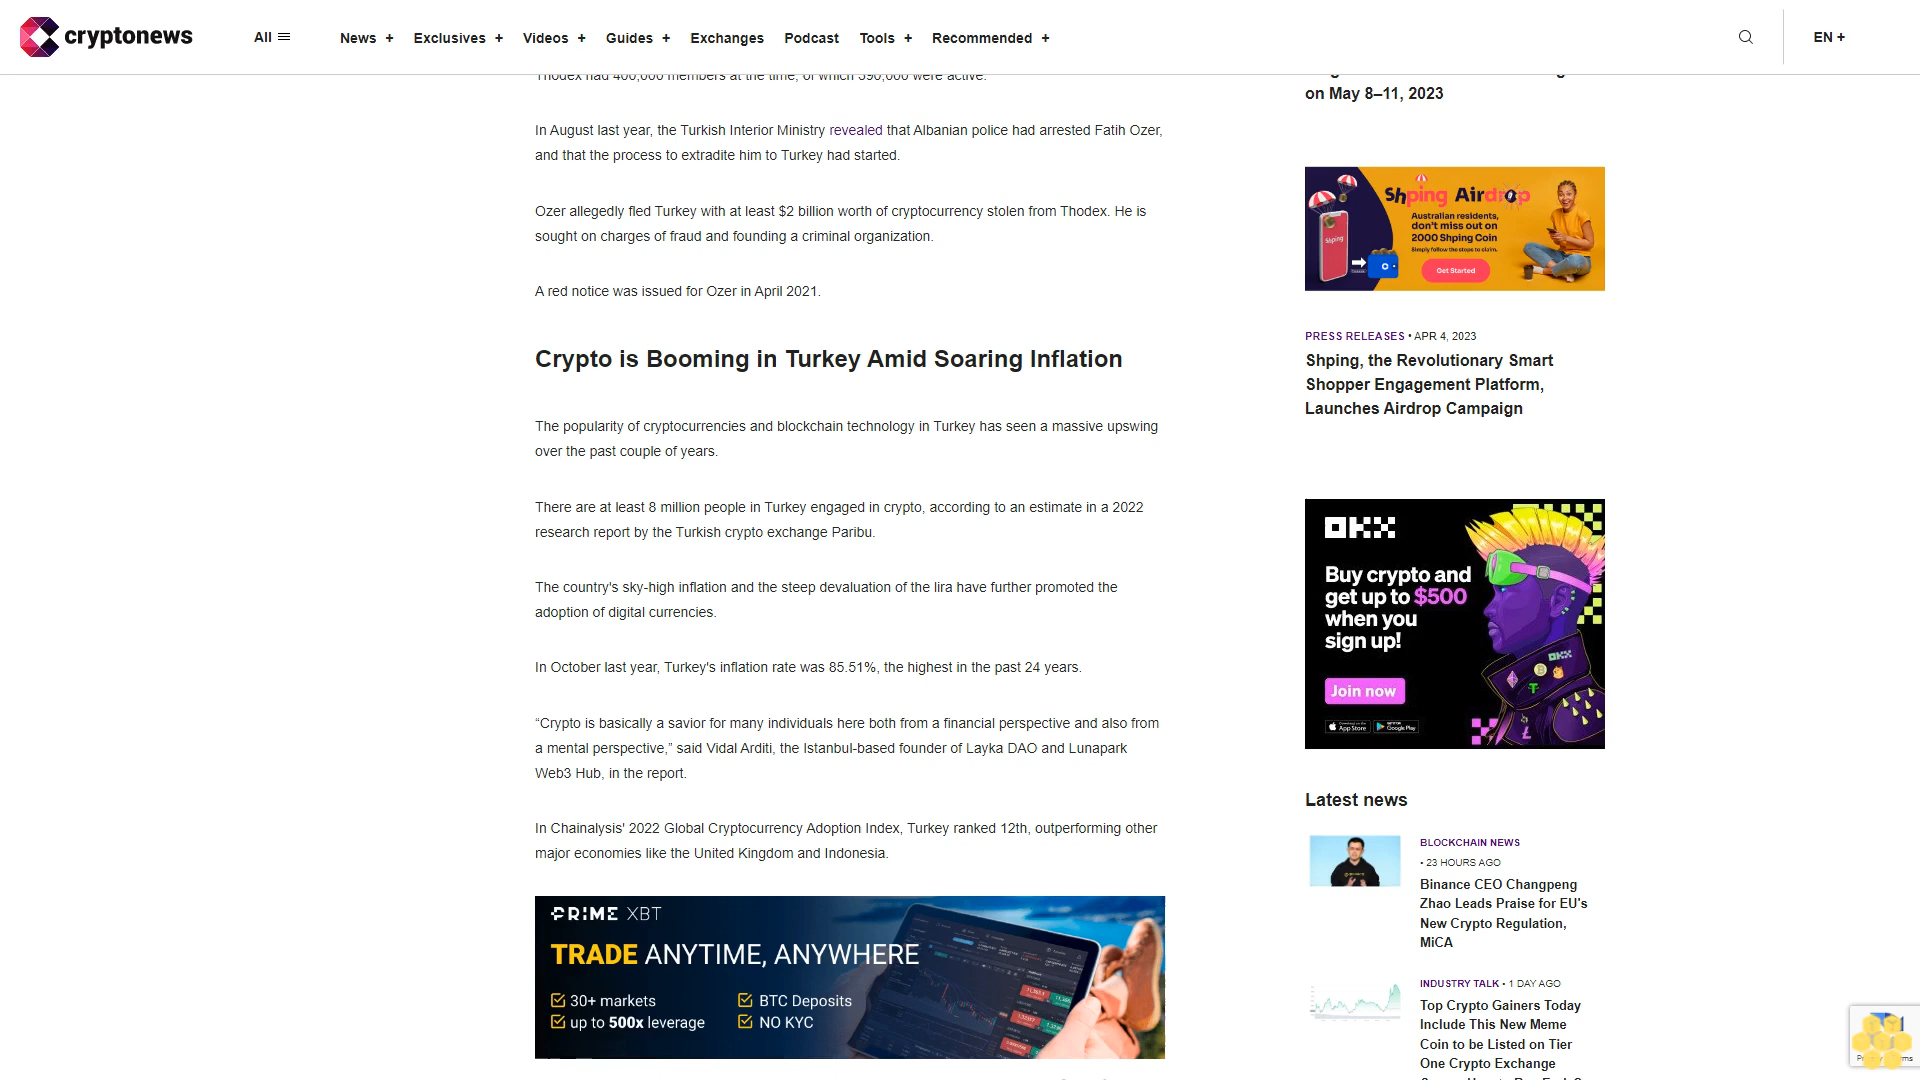 cryptonews
All
News +
Exclusives +
Videos +
Guides +
Exchanges
Podcast
Tools +
Recommended +
EN +
Thodex had 400,000 members at the time, of which 390,000 were active.
In August last year, the Turkish Interior Ministry revealed that Albanian police had arrested Fatih Ozer,
and that the process to extradite him to Turkey had started.
Ozer allegedly fled Turkey with at least $2 billion worth of cryptocurrency stolen from Thodex. He is
sought on charges of fraud and founding a criminal organization.
A red notice was issued for Ozer in April 2021.
Crypto is Booming in Turkey Amid Soaring Inflation
The popularity of cryptocurrencies and blockchain technology in Turkey has seen a massive upswing
over the past couple of years.
There are at least 8 million people in Turkey engaged in crypto, according to an estimate in a 2022
research report by the Turkish crypto exchange Paribu.
The country's sky-high inflation and the steep devaluation of the lira have further promoted the
adoption of digital currencies.
In October last year, Turkey's inflation rate was 85.51%, the highest in the past 24 years.
“Crypto is basically a savior for many individuals here both from a financial perspective and also from
a mental perspective,” said Vidal Arditi, the Istanbul-based founder of Layka DAO and Lunapark
Web3 Hub, in the report.
In Chainalysis' 2022 Global Cryptocurrency Adoption Index, Turkey ranked 12th, outperforming other
major economies like the United Kingdom and Indonesia.
PRIME XBT
TRADE ANYTIME, ANYWHERE
30+ markets
BTC Deposits
up to 500x leverage
NO KYC
on May 8–11, 2023
Shping Airdrop
Australian residents,
don't miss out on
2000 Shping Coin
Simply follow the steps to claim.
Get Started
Shping
PRESS RELEASES • APR 4, 2023
Shping, the Revolutionary Smart
Shopper Engagement Platform,
Launches Airdrop Campaign
OKX
Buy crypto and
get up to $500
when you
sign up!
Join now
App Store
Google Play
OKX
Latest news
BLOCKCHAIN NEWS
• 23 HOURS AGO
Binance CEO Changpeng
Zhao Leads Praise for EU's
New Crypto Regulation,
MiCA
INDUSTRY TALK • 1 DAY AGO
Top Crypto Gainers Today
Include This New Meme
Coin to be Listed on Tier
One Crypto Exchange